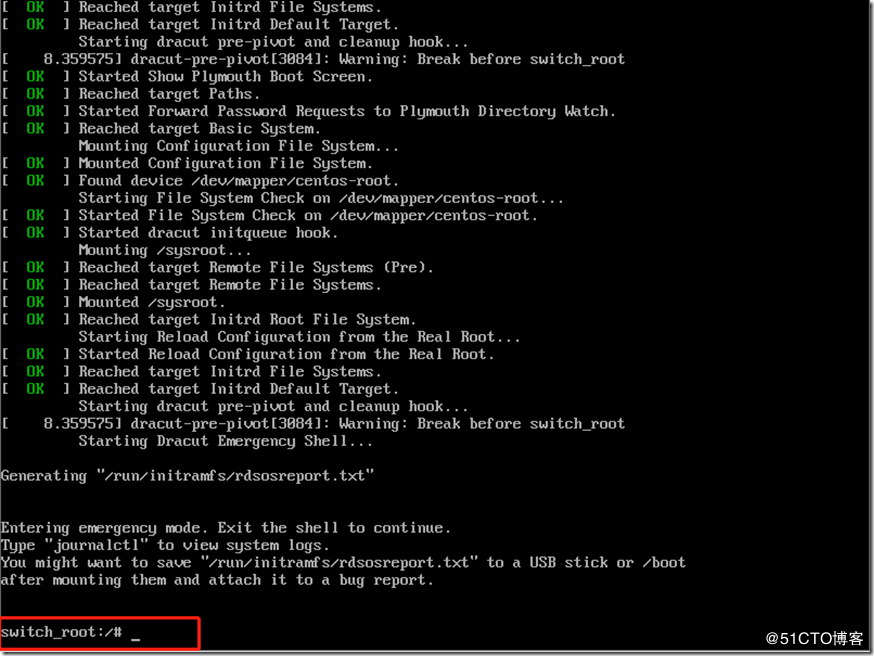 [  OK  ] Reached target Initrd File Systems.
[  OK  ] Reached target Initrd Default Target.
         Starting dracut pre-pivot and cleanup hook...
[    8.359575] dracut-pre-pivot[3084]: Warning: Break before switch_root
[  OK  ] Started Show Plymouth Boot Screen.
[  OK  ] Reached target Paths.
[  OK  ] Started Forward Password Requests to Plymouth Directory Watch.
[  OK  ] Reached target Basic System.
         Mounting Configuration File System...
[  OK  ] Mounted Configuration File System.
[  OK  ] Found device /dev/mapper/centos-root.
         Starting File System Check on /dev/mapper/centos-root...
[  OK  ] Started File System Check on /dev/mapper/centos-root.
[  OK  ] Started dracut initqueue hook.
         Mounting /sysroot...
[  OK  ] Reached target Remote File Systems (Pre).
[  OK  ] Reached target Remote File Systems.
[  OK  ] Mounted /sysroot.
[  OK  ] Reached target Initrd Root File System.
         Starting Reload Configuration from the Real Root...
[  OK  ] Started Reload Configuration from the Real Root.
[  OK  ] Reached target Initrd File Systems.
[  OK  ] Reached target Initrd Default Target.
         Starting dracut pre-pivot and cleanup hook...
[    8.359575] dracut-pre-pivot[3084]: Warning: Break before switch_root
         Starting Dracut Emergency Shell...
Generating "/run/initramfs/rdsosreport.txt"
Entering emergency mode. Exit the shell to continue.
Type "journalctl" to view system logs.
You might want to save "/run/initramfs/rdsosreport.txt" to a USB stick or /boot
after mounting them and attach it to a bug report.
switch_root:/# _
@51CTO博客